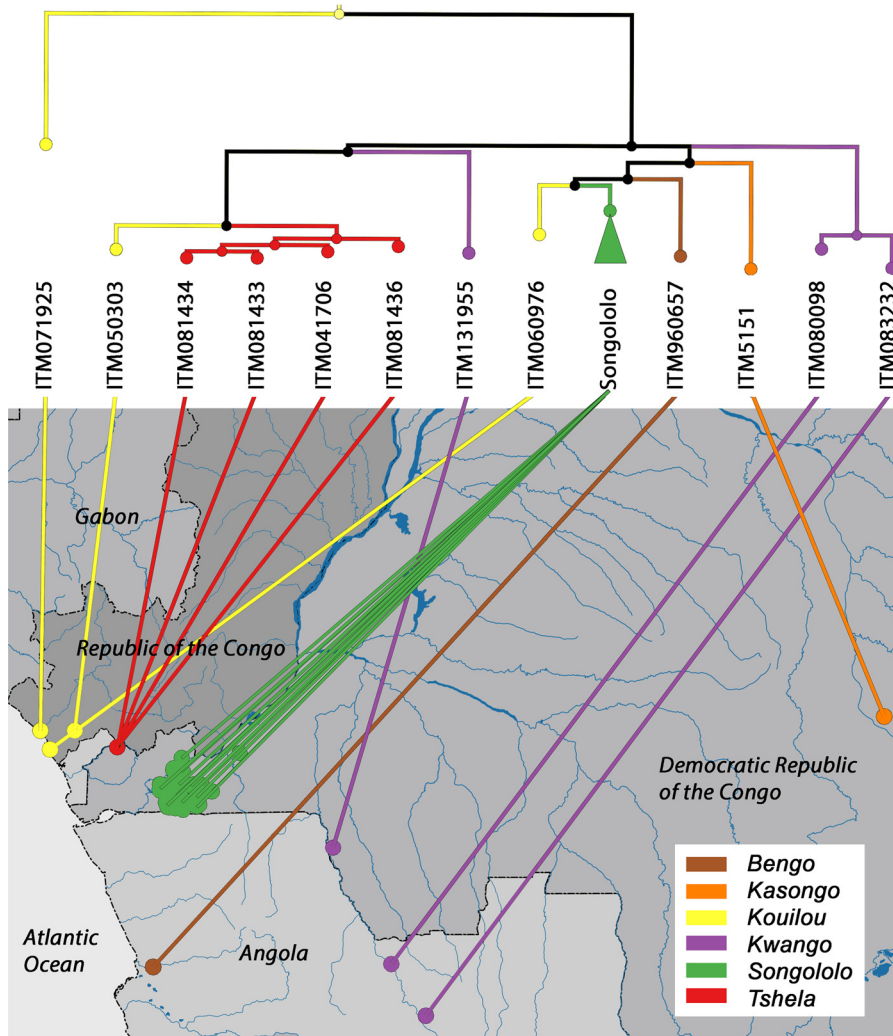 ITM071925
ITM050303
ITM081434
ITM081433
ITM041706
ITM081436
ITM131955
ITM060976
Songololo
ITM960657
ITM5151
ITM080098
ITM083232
Gabon
Republic of the Congo
Democratic Republic
of the Congo
Atlantic
Ocean
Angola
Bengo
Kasongo
Kouilou
Kwango
Songololo
Tshela